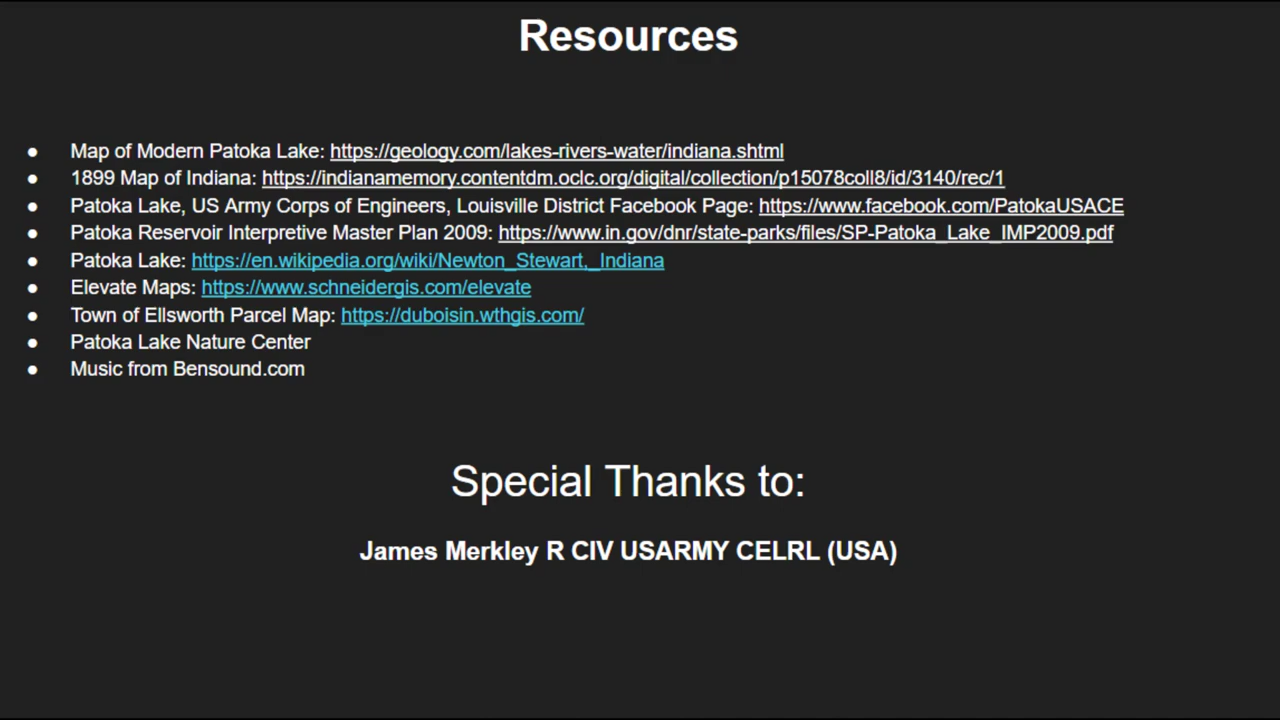 Resources
● Map of Modern Patoka Lake: https://geology.com/lakes-rivers-water/indiana.shtml
● 1899 Map of Indiana: https://indianamemory.contentdm.oclc.org/digital/collection/p15078coll8/id/3140/rec/1
● Patoka Lake, US Army Corps of Engineers, Louisville District Facebook Page: https://www.facebook.com/PatokaUSACE
● Patoka Reservoir Interpretive Master Plan 2009: https://www.in.gov/dnr/state-parks/files/SP-Patoka_Lake_IMP2009.pdf
● Patoka Lake: https://en.wikipedia.org/wiki/Newton_Stewart,_Indiana
● Elevate Maps: https://www.schneidergis.com/elevate
● Town of Ellsworth Parcel Map: https://duboisin.wthgis.com/
● Patoka Lake Nature Center
● Music from Bensound.com
Special Thanks to:
James Merkley R CIV USARMY CELRL (USA)